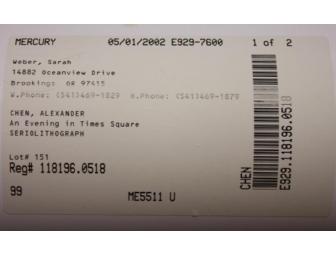 MERCURY 05/01/2002 E929-7600 1 of 2
Weber, Sarah
14882 Oceanview Drive
Brookings OR 97415
W.Phone: (541)469-1829 H.Phone: (541)469-1879
CHEN, ALEXANDER
An Evening in Times Square
SERIOLITHOGRAPH
Lot# 151
Reg# 118196.0518
99 ME5511 U
CHEN
E929.118196.0518